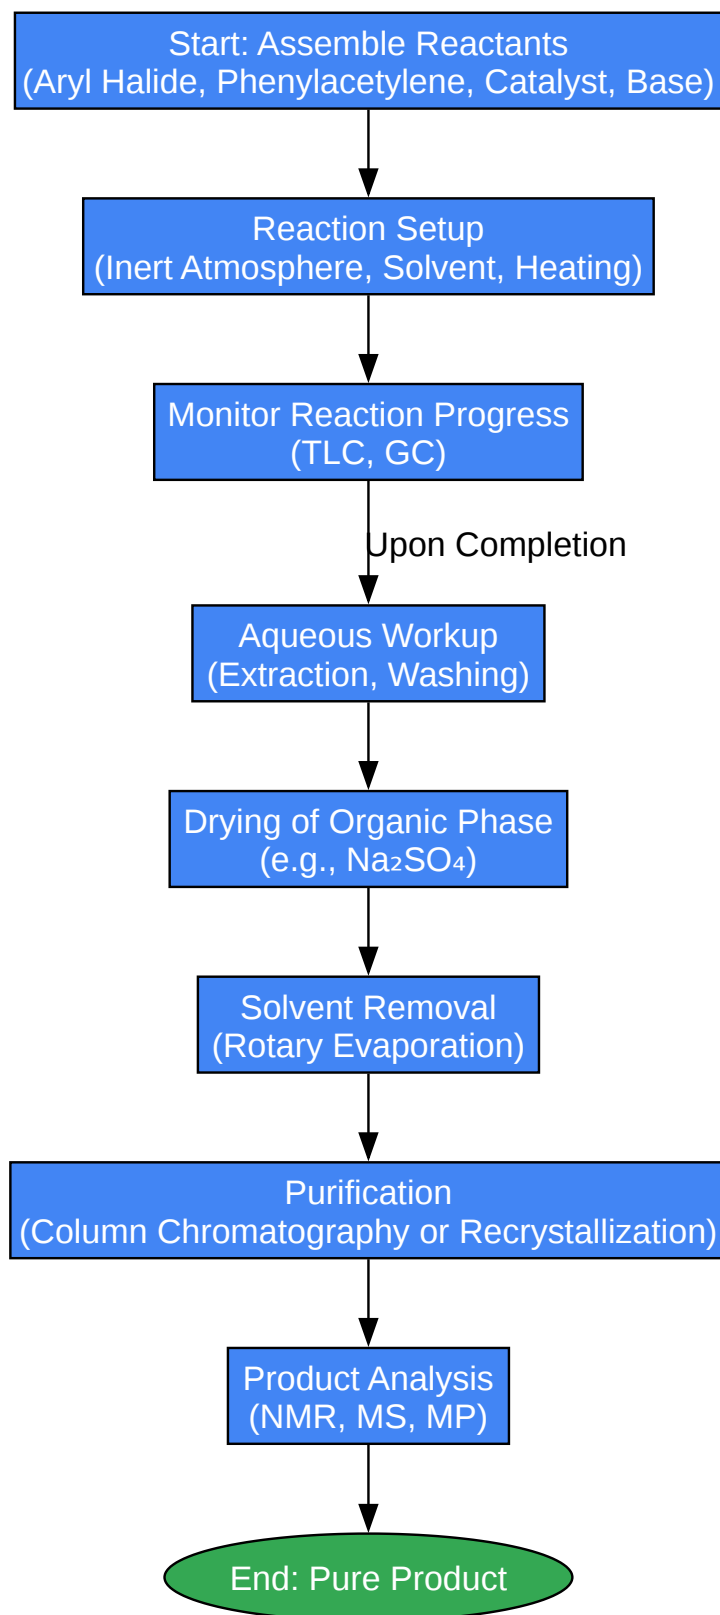 Start: Assemble Reactants
(Aryl Halide, Phenylacetylene, Catalyst, Base)
Reaction Setup
(Inert Atmosphere, Solvent, Heating)
Monitor Reaction Progress
(TLC, GC)
Upon Completion
Aqueous Workup
(Extraction, Washing)
Drying of Organic Phase
(e.g., Na₂SO₄)
Solvent Removal
(Rotary Evaporation)
Purification
(Column Chromatography or Recrystallization)
Product Analysis
(NMR, MS, MP)
End: Pure Product